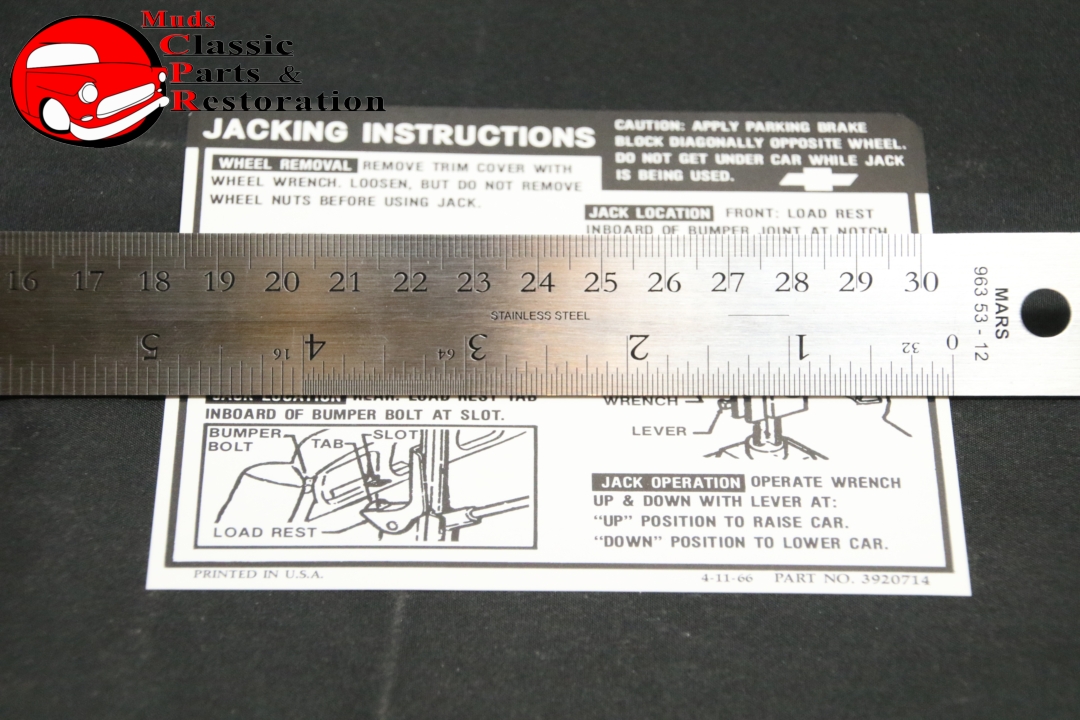 Muds
Classic
Parts &
Restoration
JACKING INSTRUCTIONS
CAUTION: APPLY PARKING BRAKE
BLOCK DIAGONALLY OPPOSITE WHEEL.
DO NOT GET UNDER CAR WHILE JACK
IS BEING USED.
WHEEL REMOVAL REMOVE TRIM COVER WITH
WHEEL WRENCH. LOOSEN, BUT DO NOT REMOVE
WHEEL NUTS BEFORE USING JACK.
JACK LOCATION FRONT: LOAD REST
INBOARD OF BUMPER JOINT AT NOTCH
16 17 18 19 20 21 22 23 24 25 26 27 28 29 30
STAINLESS STEEL
5 16 4 64 3 2 1 32 0
MARS
963 53 - 12
JACK LOCATION REAR: LOAD REST TAB
INBOARD OF BUMPER BOLT AT SLOT.
BUMPER
BOLT
TAB
SLOT
LOAD REST
WRENCH
LEVER
JACK OPERATION OPERATE WRENCH
UP & DOWN WITH LEVER AT:
"UP" POSITION TO RAISE CAR.
"DOWN" POSITION TO LOWER CAR.
PRINTED IN U.S.A.
4-11-66 PART NO. 3920714